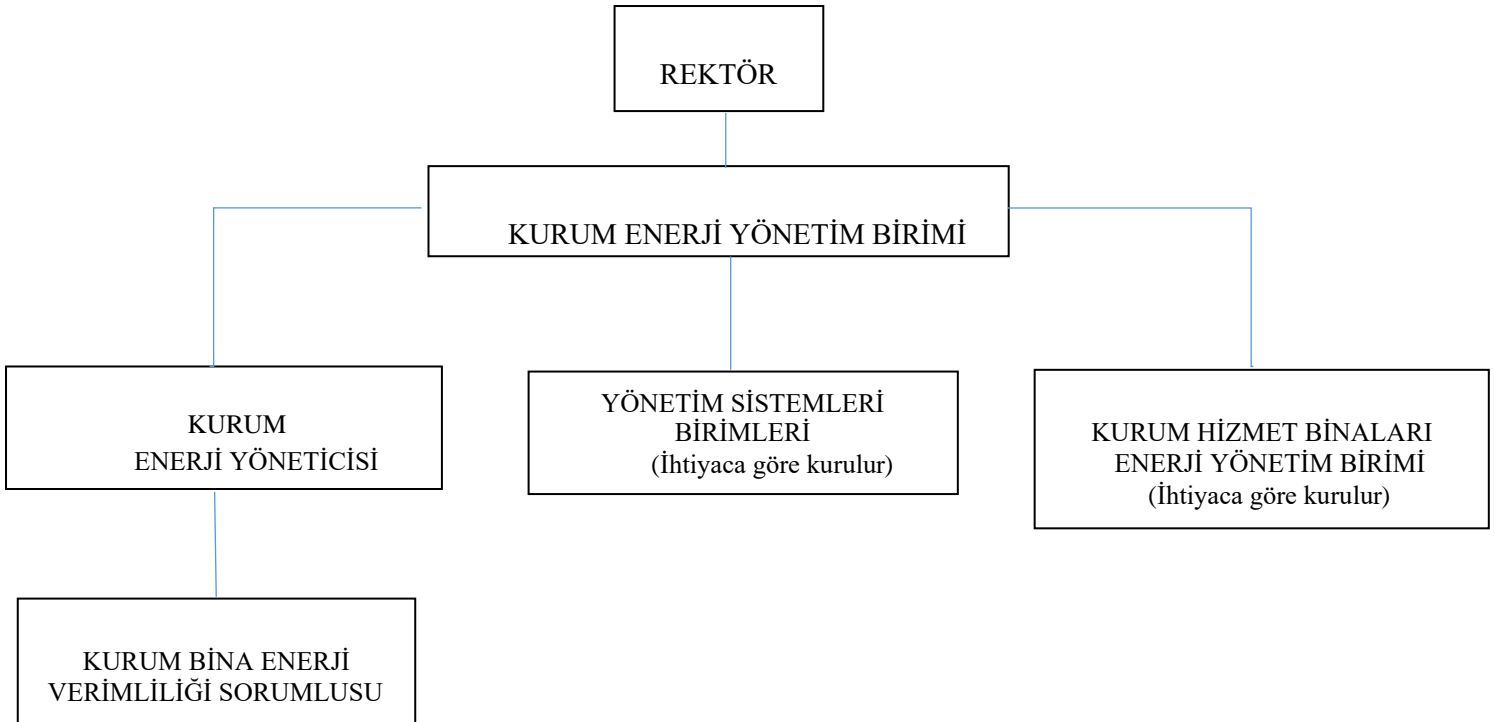 REKTÖR
KURUM ENERJİ YÖNETİM BİRİMİ
KURUM
ENERJİ YÖNETİCİSİ
YÖNETİM SİSTEMLERİ
BİRİMLERİ
(İhtiyaca göre kurulur)
KURUM HİZMET BİNALARI
ENERJİ YÖNETİM BİRİMİ
(İhtiyaca göre kurulur)
KURUM BİNA ENERJİ
VERİMLİLİĞİ SORUMLUSU